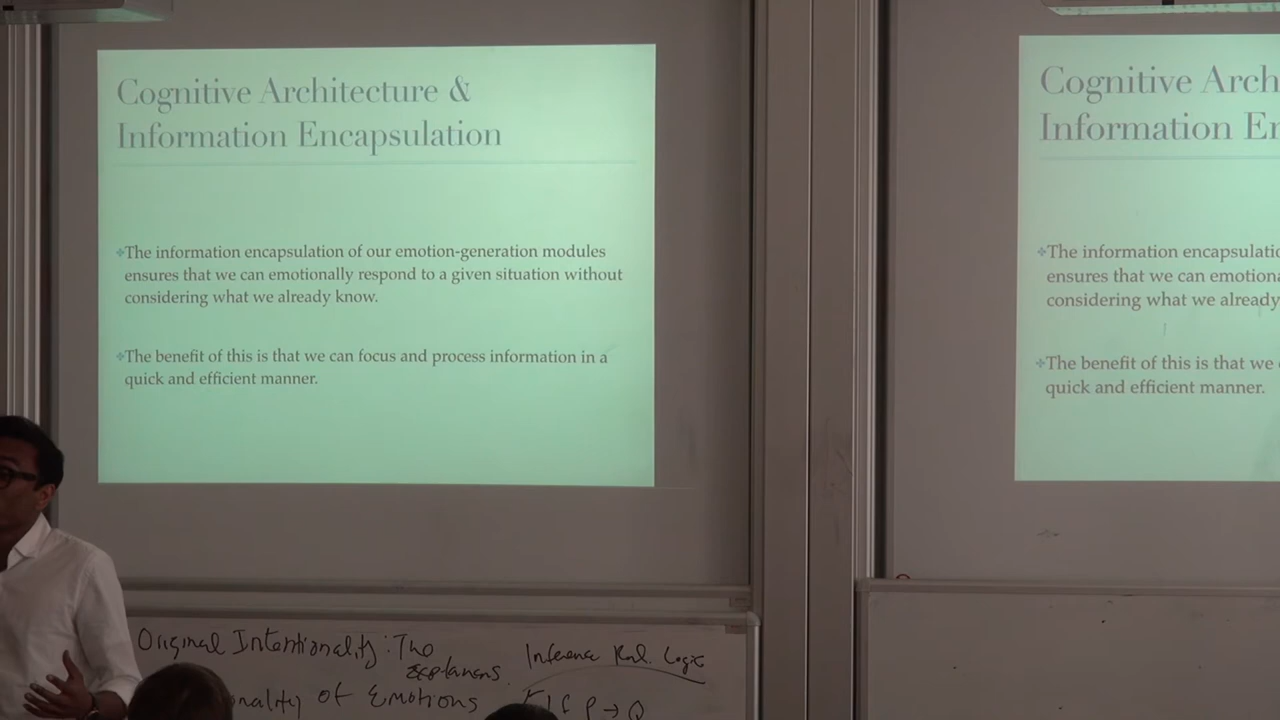 Cognitive Architecture &
Information Encapsulation
The information encapsulation of our emotion-generation modules
ensures that we can emotionally respond to a given situation without
considering what we already know.
The benefit of this is that we can focus and process information in a
quick and efficient manner.
Cognitive Arch
Information En
The information encapsulatio
ensures that we can emotiona
considering what we already
The benefit of this is that we
quick and efficient manner.
Original Intentionality: The
Explanans
nality of Emotions
Inference Rul. Logic
If P → Q